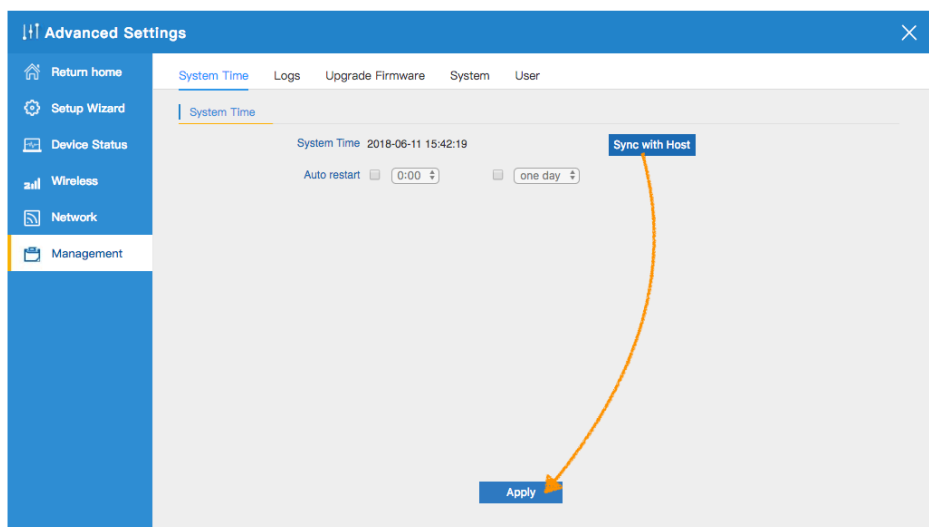 Advanced Settings
Return home
Setup Wizard
Device Status
Wireless
Network
Management
System Time Logs Upgrade Firmware System User
System Time
System Time 2018-06-11 15:42:19 Sync with Host
Auto restart 0:00 one day
Apply